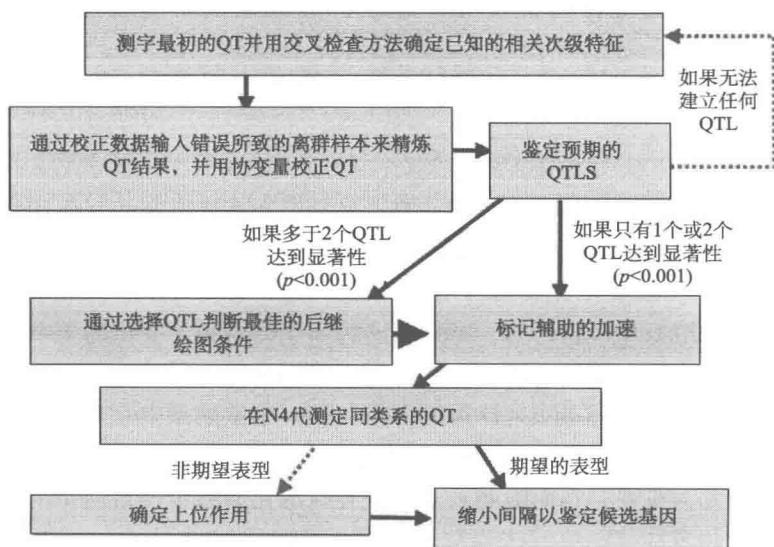 测字最初的QT并用交叉检查方法确定已知的相关次级特征
如果无法
建立任何
QTL
通过校正数据输入错误所致的离群样本来精炼
QT结果，并用协变量校正QT
鉴定预期的
QTLS
如果多于2个QTL
达到显著性
(p<0.001)
如果只有1个或2个
QTL达到显著性
(p<0.001)
通过选择QTL判断最佳的后继
绘图条件
标记辅助的加速
在N4代测定同类系的QT
非期望表型
期望的表型
确定上位作用
缩小间隔以鉴定候选基因